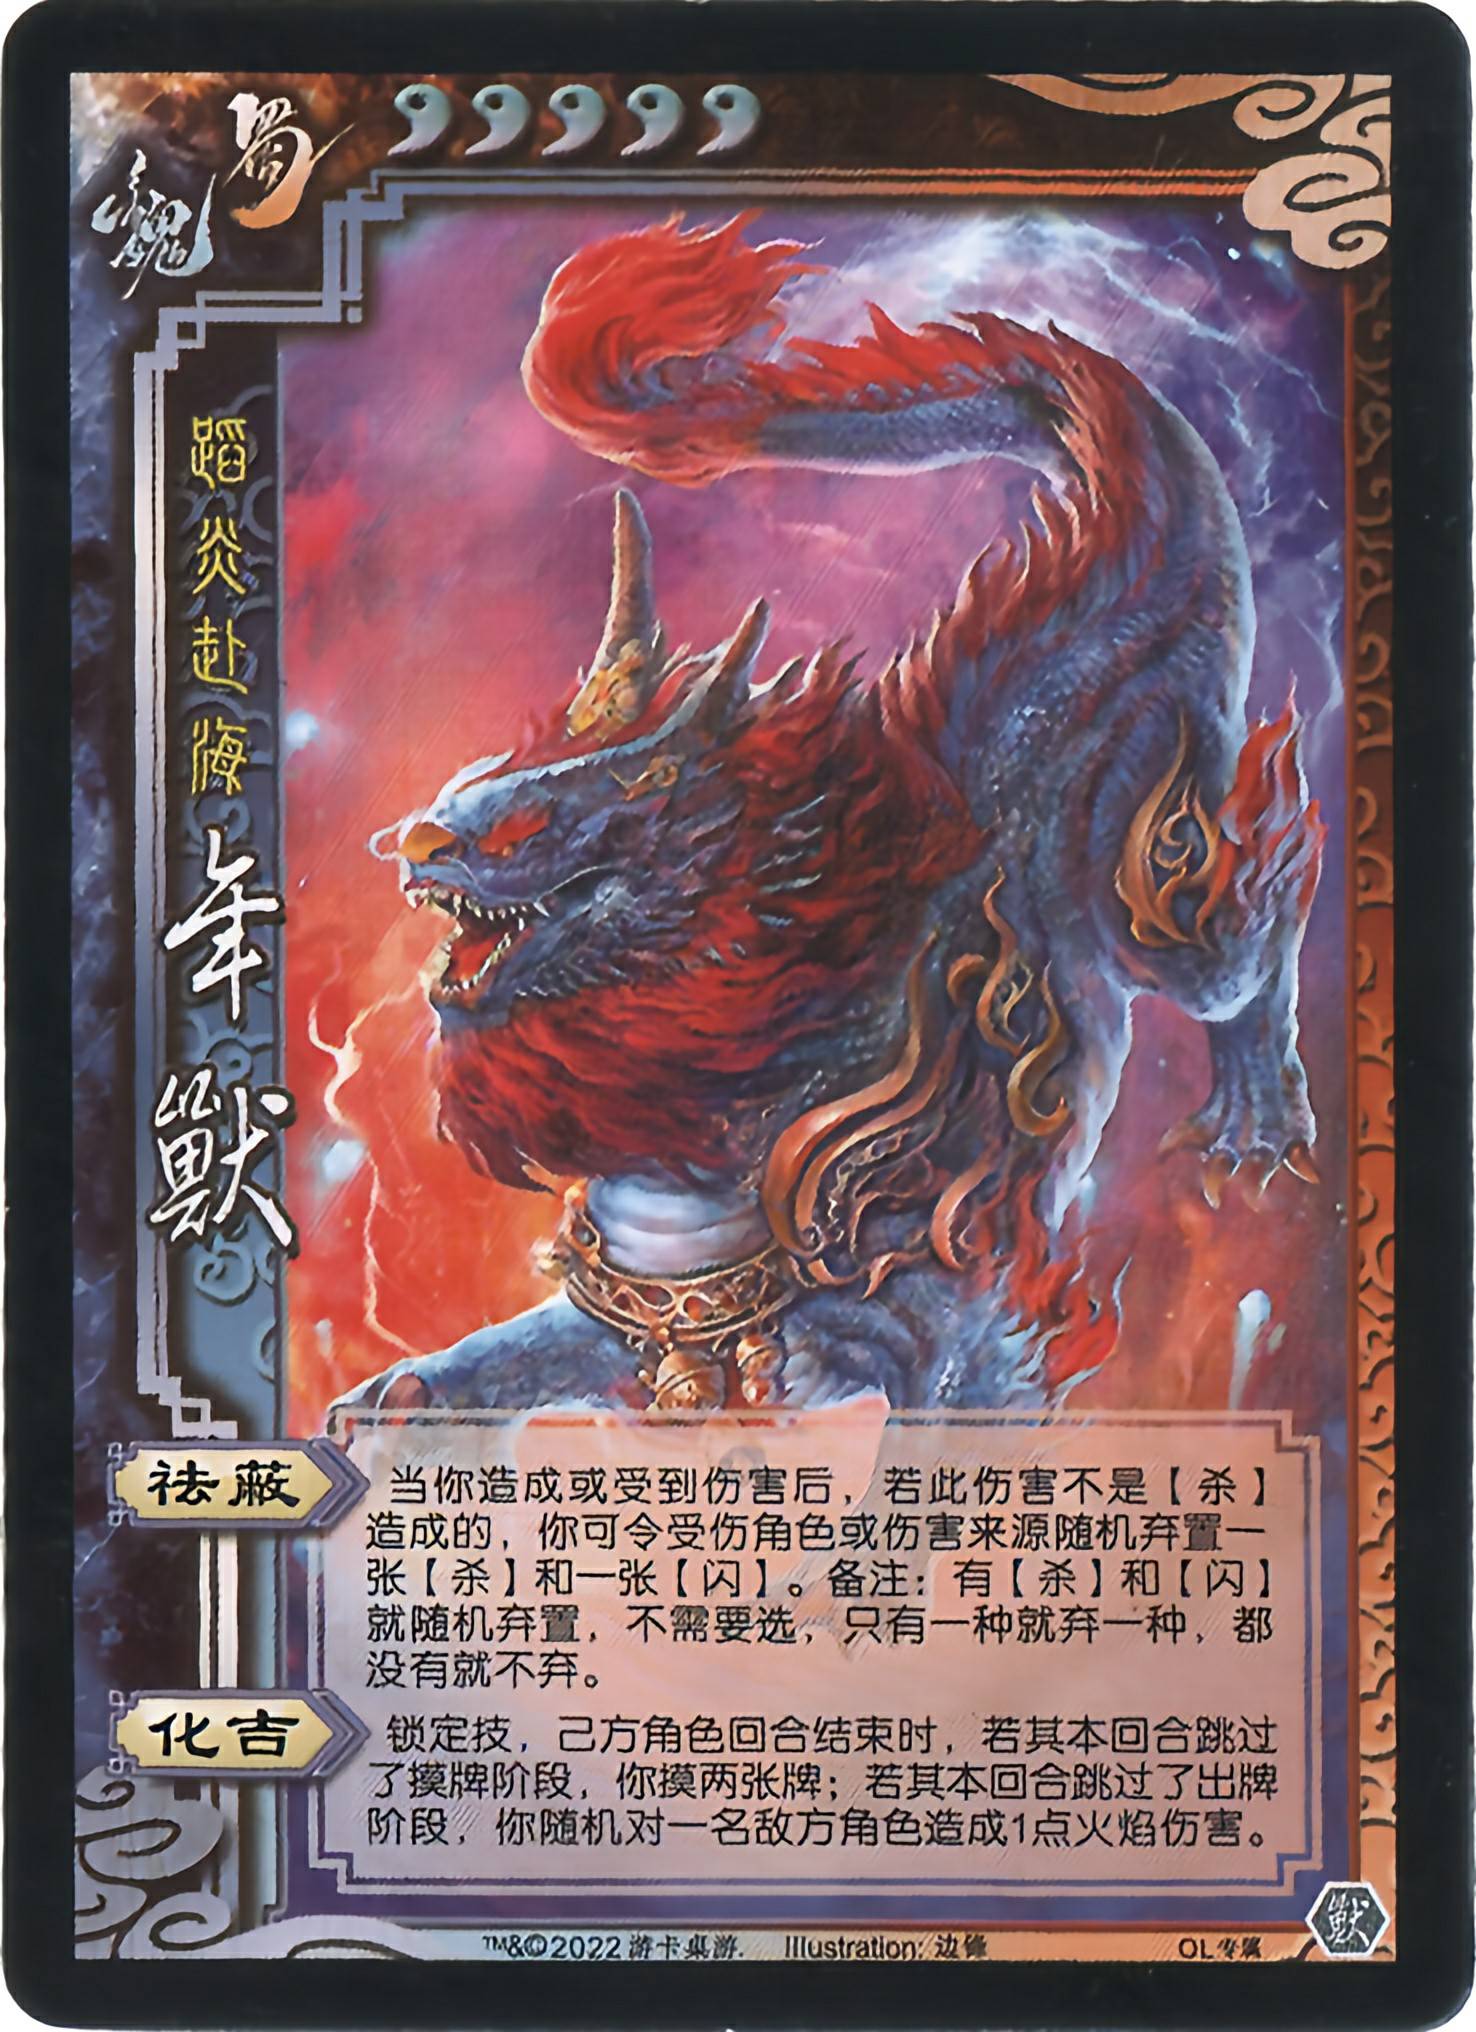 蜀
魏
蹈炎赴海
年獸
祛蔽
当你造成或受到伤害后，若此伤害不是【杀】
造成的，你可令受伤角色或伤害来源随机弃置一
张【杀】和一张【闪】。备注：有【杀】和【闪】
就随机弃置，不需要选，只有一种就弃一种，都
没有就不弃。
化吉
锁定技，己方角色回合结束时，若其本回合跳过
了摸牌阶段，你摸两张牌；若其本回合跳过了出牌
阶段，你随机对一名敌方角色造成1点火焰伤害。
™&©2022 游卡桌游. Illustration: 边锋
OL专属
獸